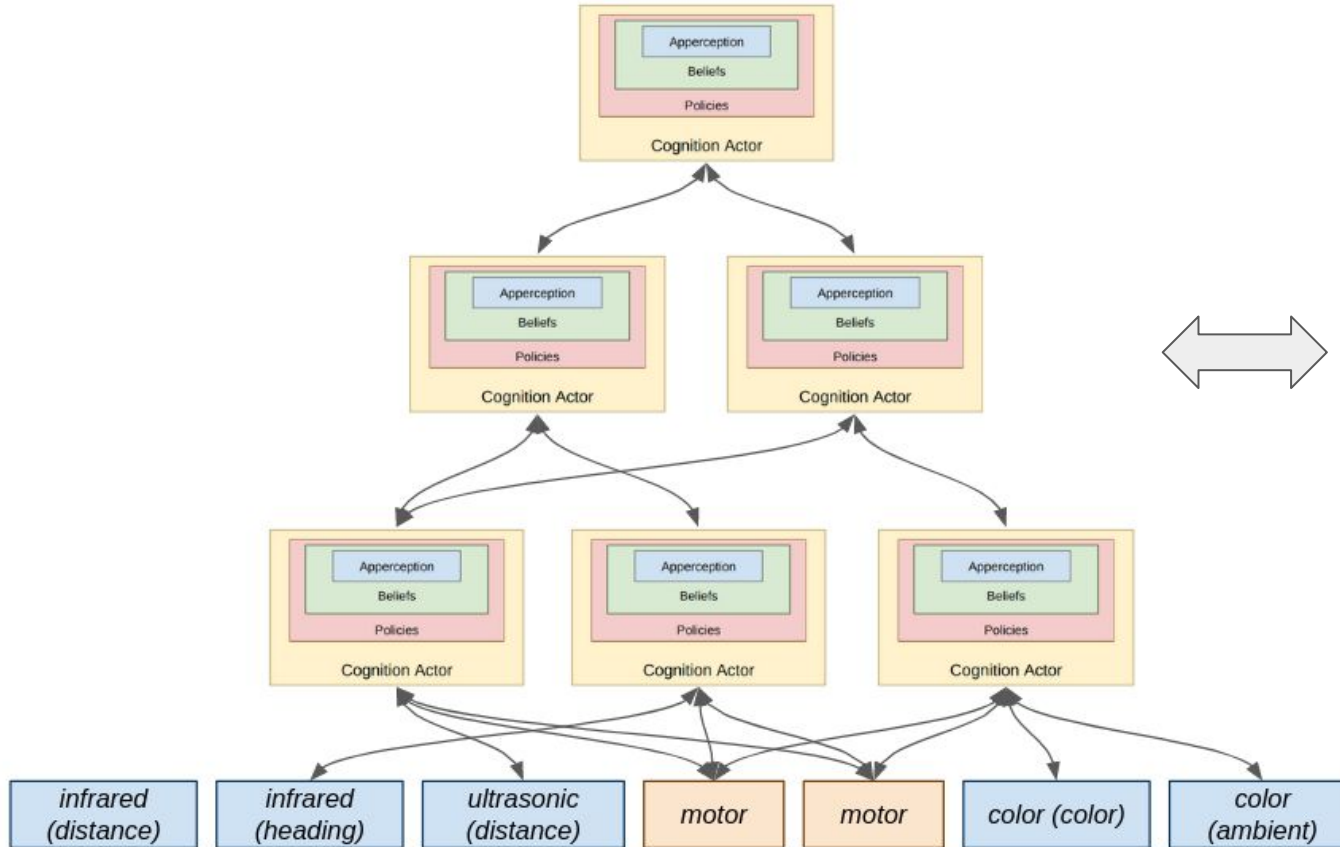 Apperception
Beliefs
Policies
Cognition Actor
Apperception
Beliefs
Policies
Cognition Actor
Apperception
Beliefs
Policies
Cognition Actor
Apperception
Beliefs
Policies
Cognition Actor
Apperception
Beliefs
Policies
Cognition Actor
Apperception
Beliefs
Policies
Cognition Actor
infrared
(distance)
infrared
(heading)
ultrasonic
(distance)
motor
motor
color (color)
color
(ambient)